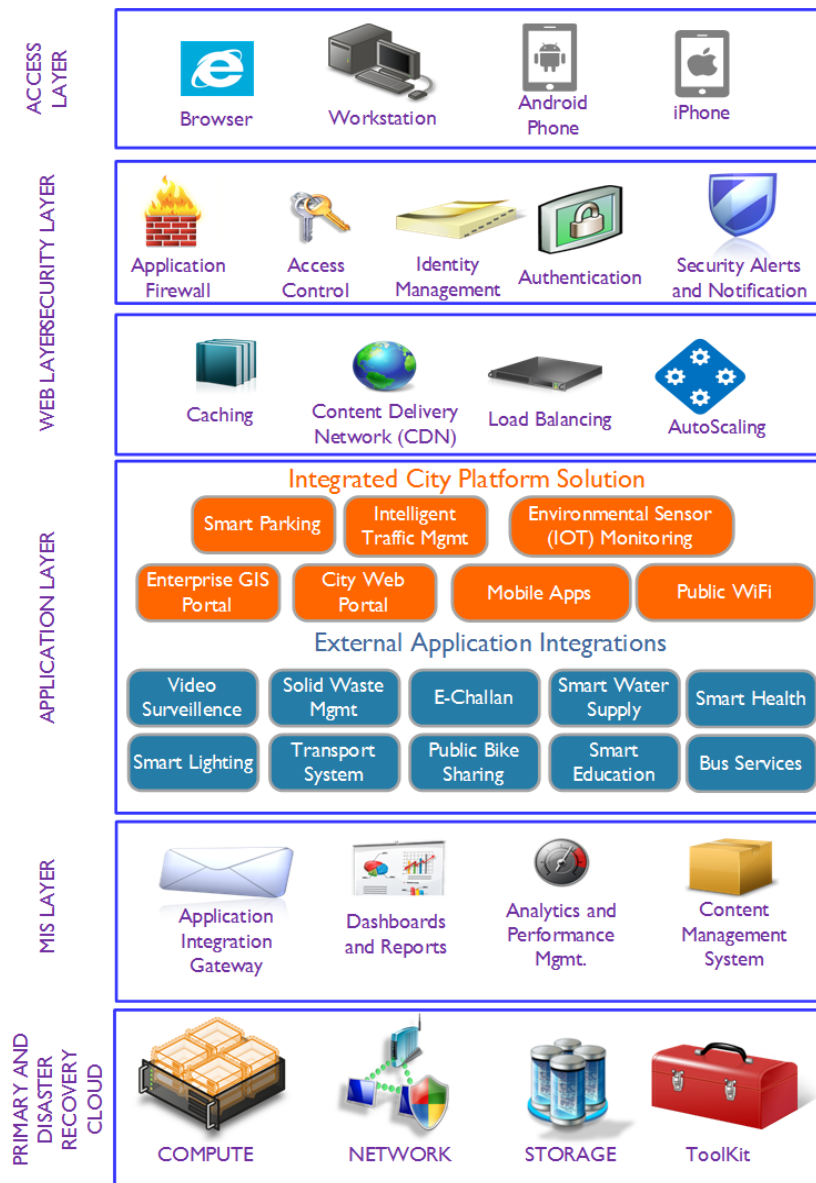 ACCESS
LAYER
Browser
Workstation
Android
Phone
iPhone
SECURITY LAYER
Application
Firewall
Access
Control
Identity
Management
Authentication
Security Alerts
and Notification
WEB LAYER
Caching
Content Delivery
Network (CDN)
Load Balancing
AutoScaling
APPLICATION LAYER
Integrated City Platform Solution
Smart Parking
Intelligent
Traffic Mgmt
Environmental Sensor
(IOT) Monitoring
Enterprise GIS
Portal
City Web
Portal
Mobile Apps
Public WiFi
External Application Integrations
Video
Surveillence
Solid Waste
Mgmt
E-Challan
Smart Water
Supply
Smart Health
Smart Lighting
Transport
System
Public Bike
Sharing
Smart
Education
Bus Services
MIS LAYER
Application
Integration
Gateway
Dashboards
and Reports
Analytics and
Performance
Mgmt.
Content
Management
System
PRIMARY AND
DISASTER
RECOVERY
CLOUD
COMPUTE
NETWORK
STORAGE
ToolKit